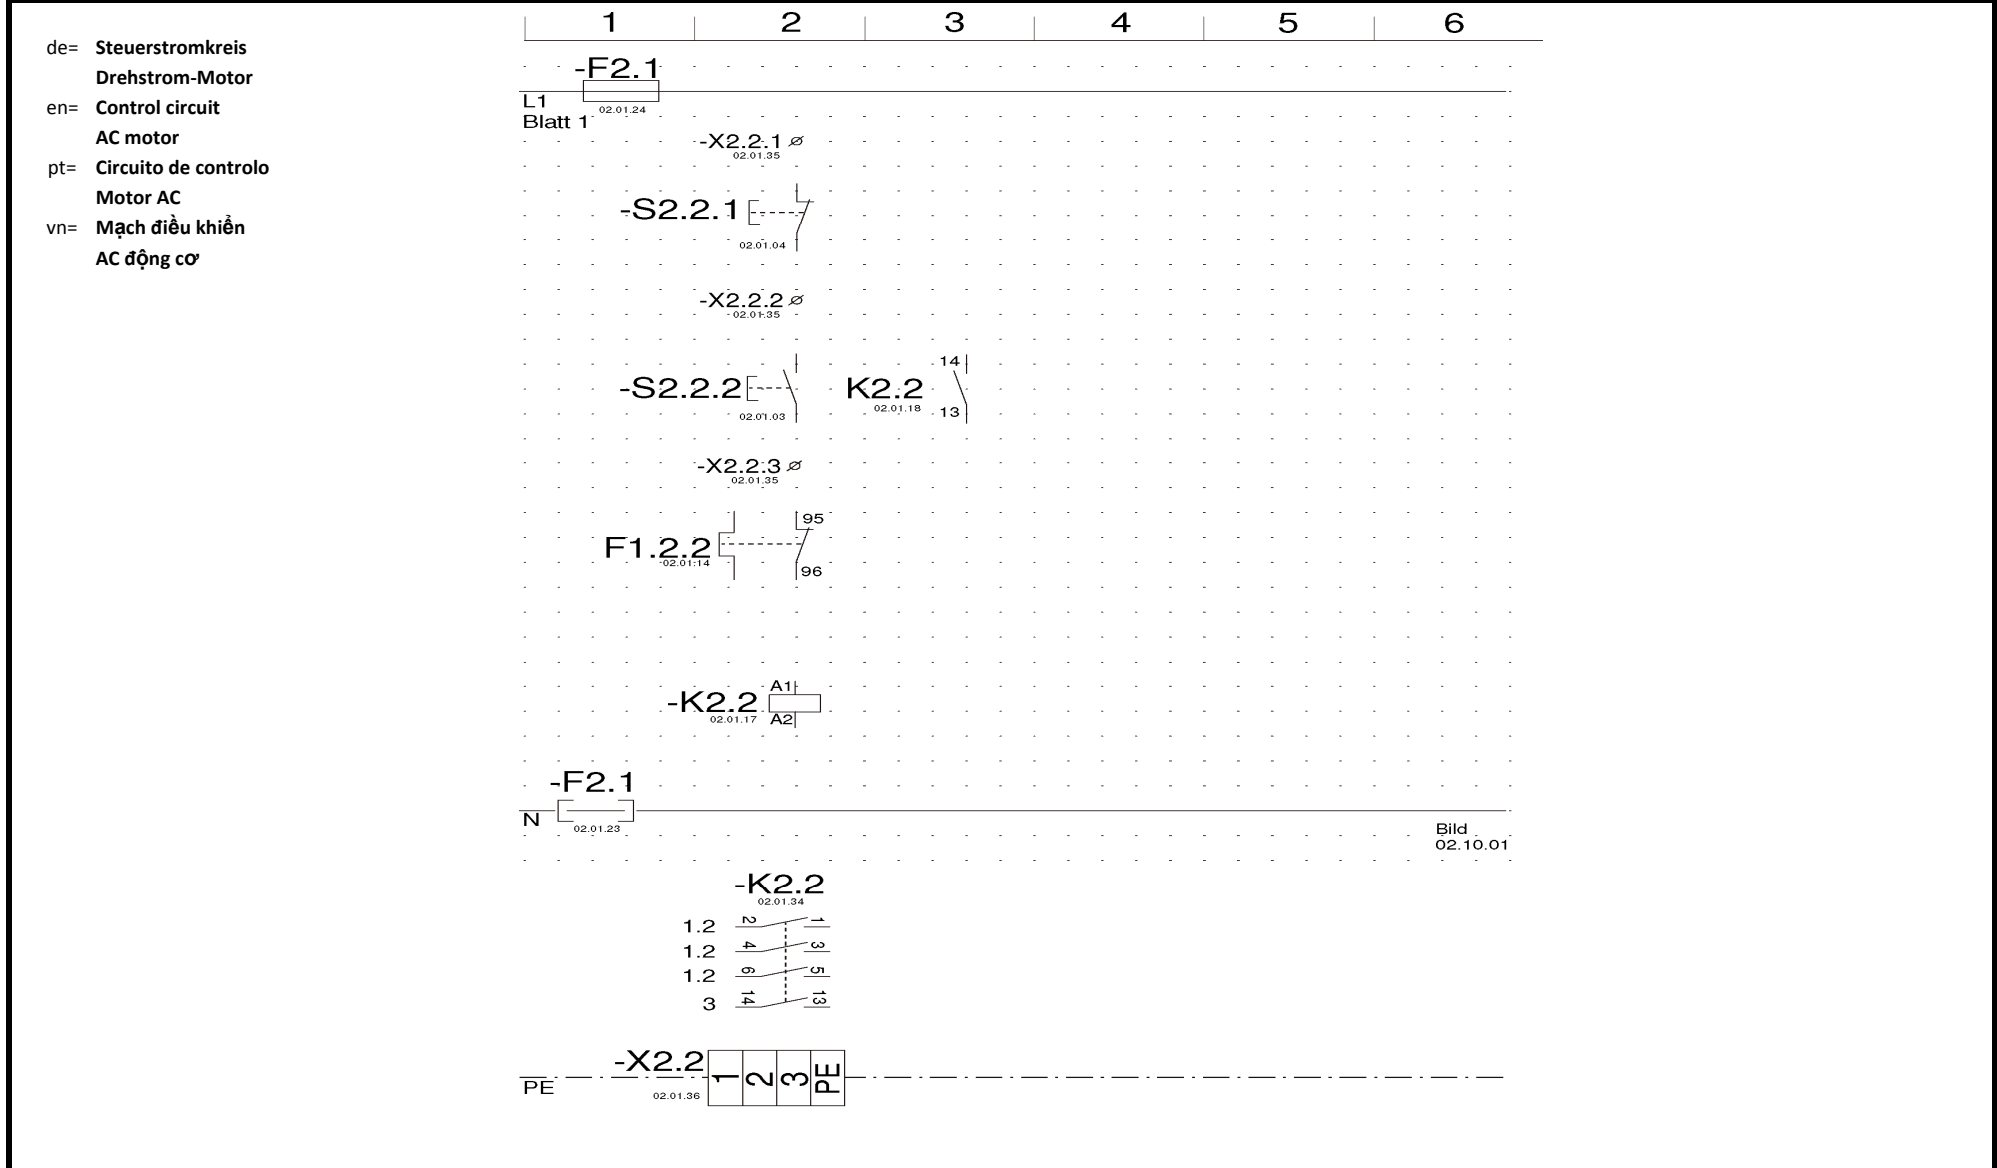 de= Steuerstromkreis
Drehstrom-Motor
en= Control circuit
AC motor
pt= Circuito de controlo
Motor AC
vn= Mạch điều khiển
AC động cơ
1 2 3 4 5 6
-F2.1
L1
02.01.24
Blatt 1
-X2.2.1
02.01.35
-S2.2.1
02.01.04
-X2.2.2
02.01.35
14
-S2.2.2 K2.2
02.01.03 02.01.18 13
-X2.2.3
02.01.35
95
F1.2.2
02.01.14
96
A1
-K2.2
02.01.17 A2
-F2.1
N
02.01.23
Bild
02.10.01
-K2.2
02.01.34
1.2 2 1
1.2 4 3
1.2 6 5
3 14 13
-X2.2 1 2 3 PE
PE
02.01.36